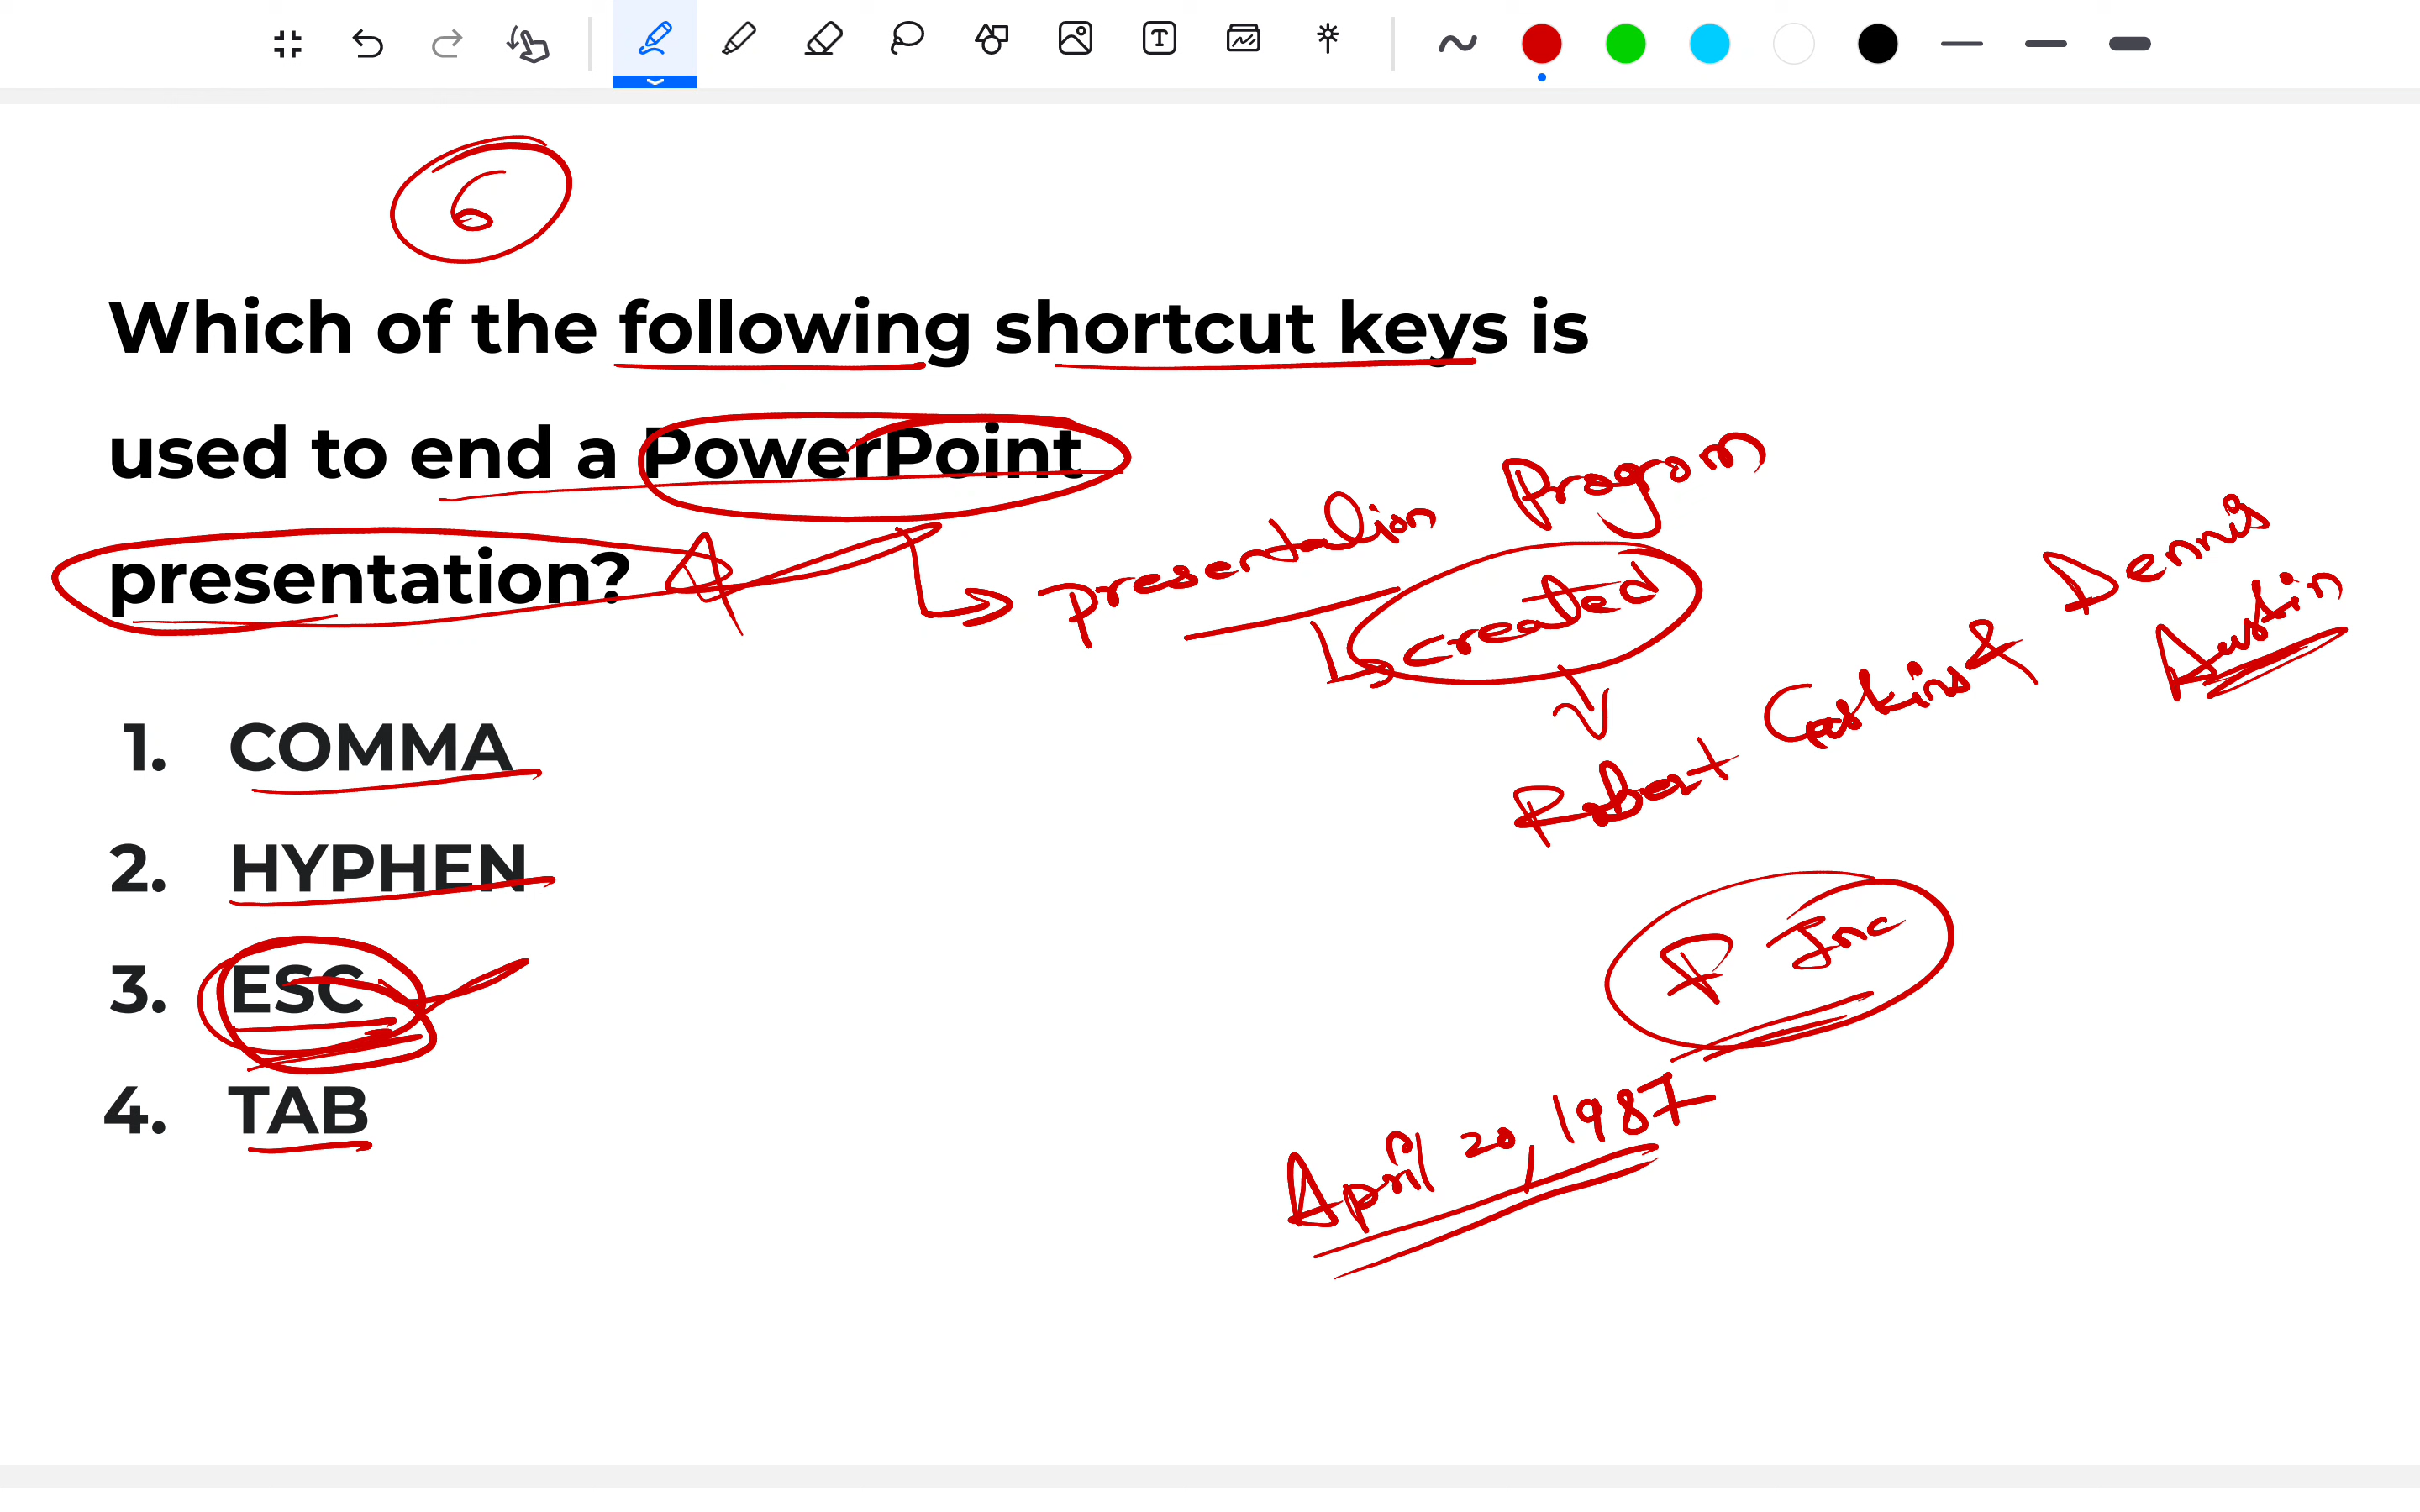 6
Which of the following shortcut keys is
used to end a PowerPoint
presentation?
presentation Program
created
Robert Gaskins & Dennis
Austin
1. COMMA
2. HYPHEN
3. ESC
4. TAB
P Inc
April 20, 1987